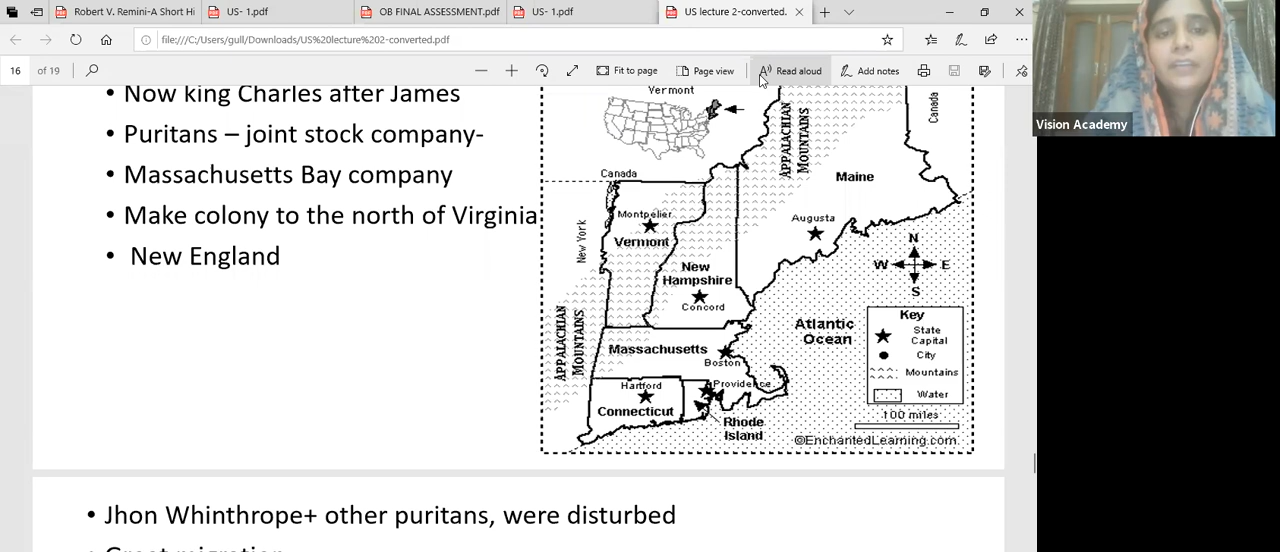 Robert V. Remini-A Short Hi
US- 1.pdf
OB FINAL ASSESSMENT.pdf
US- 1.pdf
US lecture 2-converted.
file:///C:/Users/gull/Downloads/US%20lecture%202-converted.pdf
16 of 19
Fit to page
Page view
Read aloud
Add notes
Vision Academy
• Now king Charles after James
• Puritans – joint stock company-
• Massachusetts Bay company
• Make colony to the north of Virginia
• New England
Vermont
Canada
APPALACHIAN
MOUNTAINS
Maine
Augusta
Canada
New York
Montpelier
Vermont
New
Hampshire
Concord
N
W E
S
Atlantic
Ocean
Key
State
Capital
City
Mountains
Water
100 miles
©EnchantedLearning.com
APPALACHIAN
MOUNTAINS
Massachusetts
Boston
Hartford
Connecticut
Providence
Rhode
Island
• Jhon Whinthrope+ other puritans, were disturbed
• Great migration